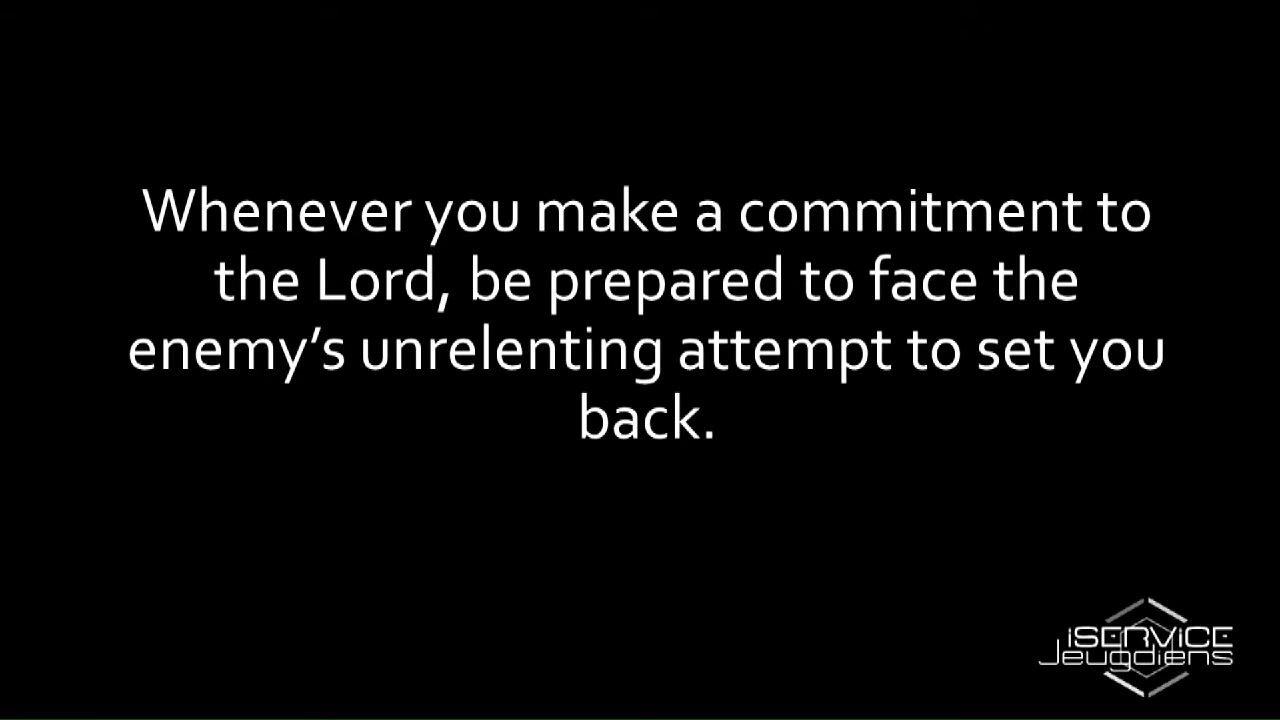 Whenever you make a commitment to
the Lord, be prepared to face the
enemy’s unrelenting attempt to set you
back.
iSERVICE
Jeugdiens